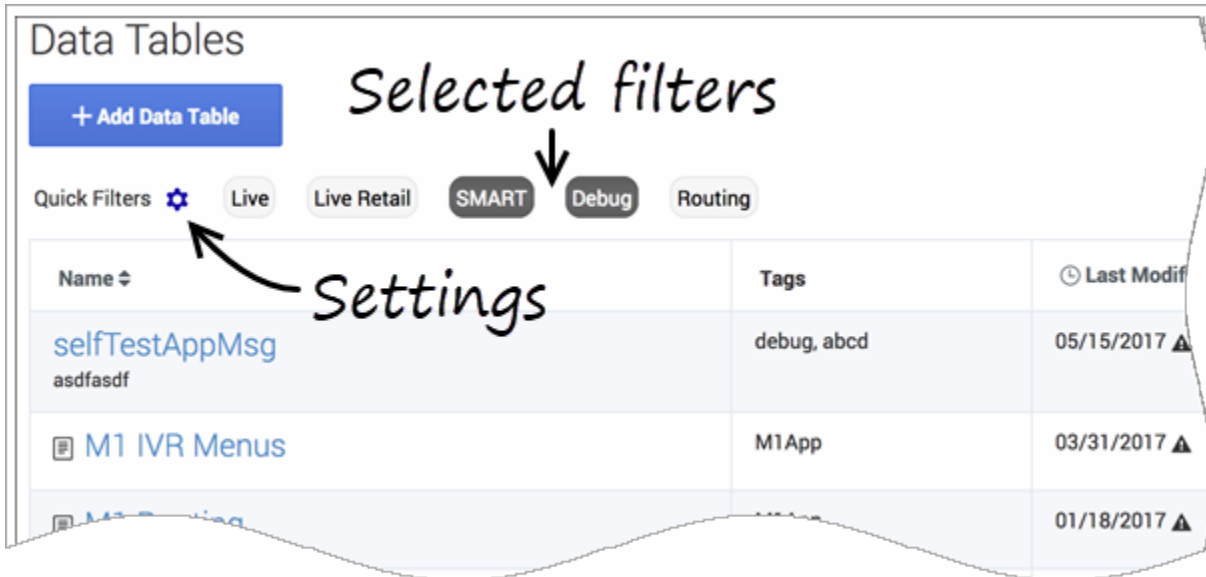 Data Tables
+ Add Data Table
Selected filters
Quick Filters Live Live Retail SMART Debug Routing
Settings
Name Tags Last Modif
selfTestAppMsg debug, abcd 05/15/2017
asdfasdf
M1 IVR Menus M1App 03/31/2017
01/18/2017